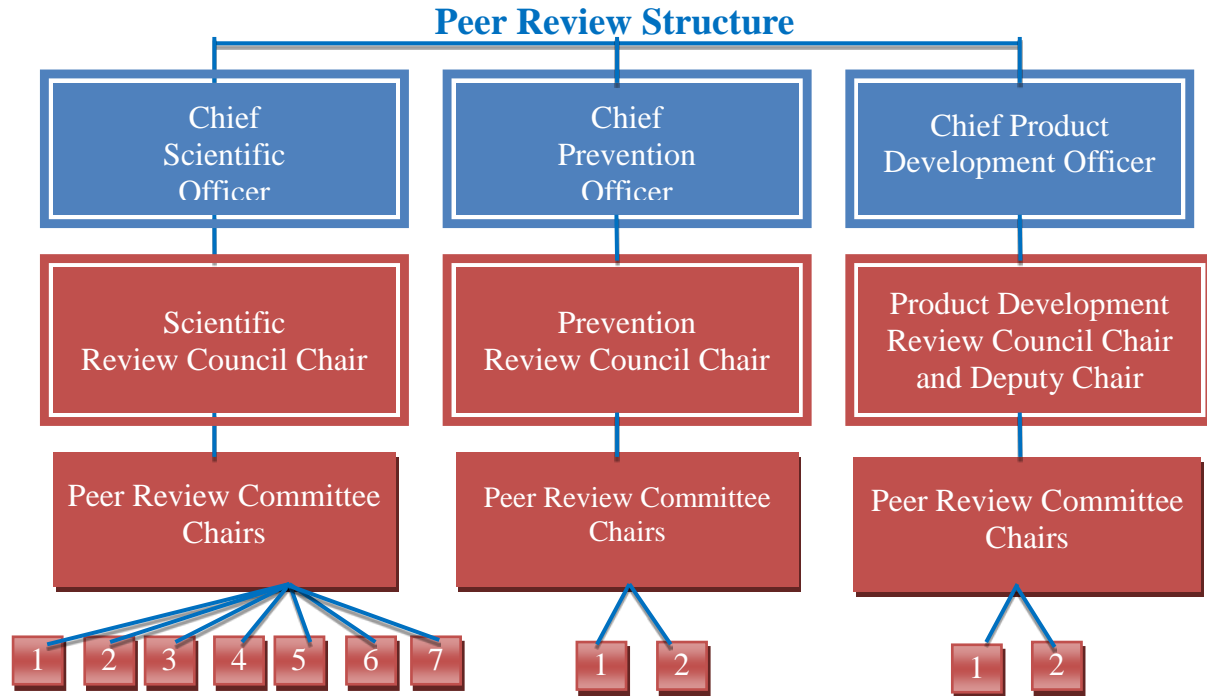 Peer Review Structure
Chief
Scientific
Officer
Chief
Prevention
Officer
Chief Product
Development Officer
Scientific
Review Council Chair
Prevention
Review Council Chair
Product Development
Review Council Chair
and Deputy Chair
Peer Review Committee
Chairs
Peer Review Committee
Chairs
Peer Review Committee
Chairs
1 2 3 4 5 6 7
1 2
1 2